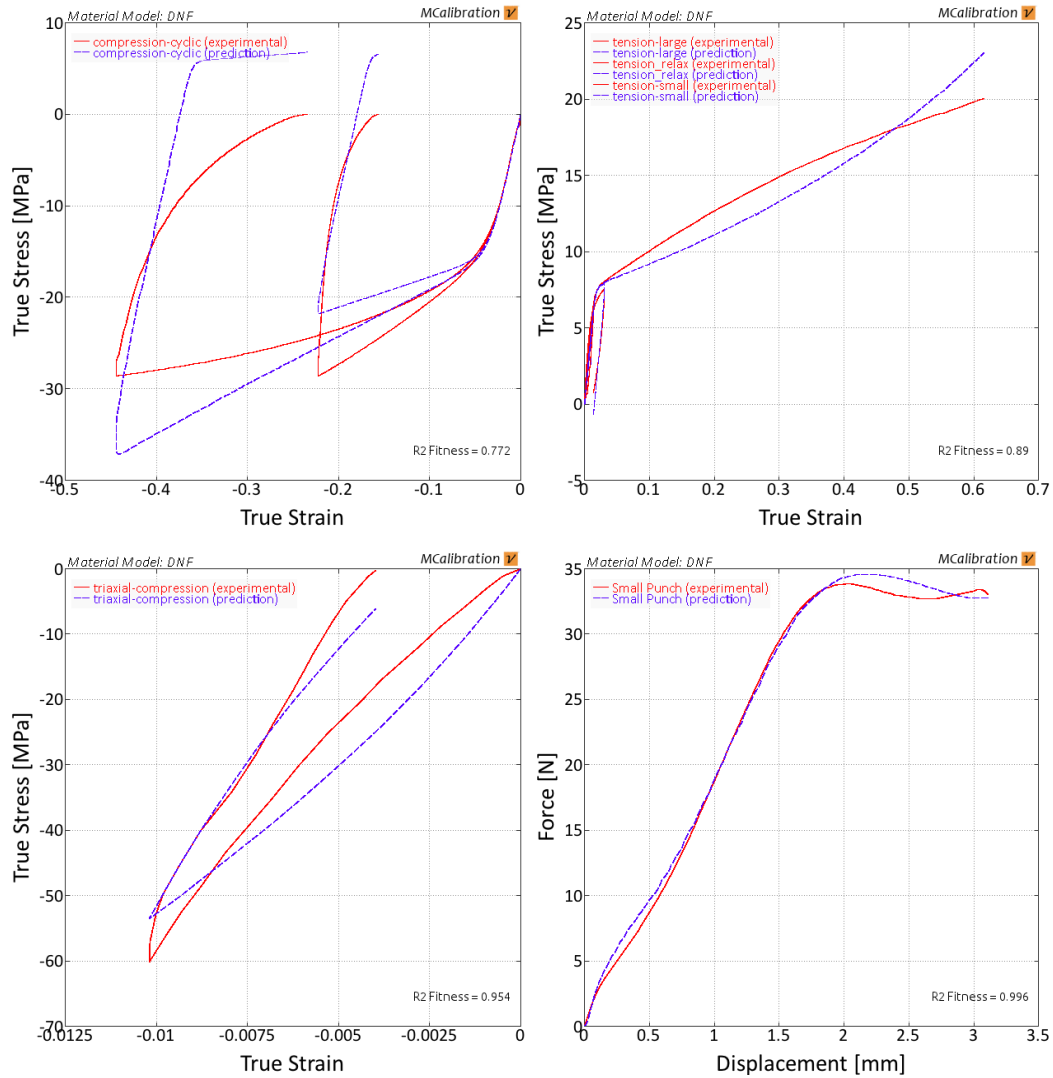 Material Model: DNF
MCalibration ν
compression-cyclic (experimental)
compression-cyclic (prediction)
True Stress [MPa]
10
0
-10
-20
-30
-40
R2 Fitness = 0.772
-0.5
-0.4
-0.3
-0.2
-0.1
0
True Strain
Material Model: DNF
MCalibration ν
tension-large (experimental)
tension-large (prediction)
tension_relax (experimental)
tension_relax (prediction)
tension-small (experimental)
tension-small (prediction)
True Stress [MPa]
25
20
15
10
5
0
-5
R2 Fitness = 0.89
0
0.1
0.2
0.3
0.4
0.5
0.6
0.7
True Strain
Material Model: DNF
MCalibration ν
triaxial-compression (experimental)
triaxial-compression (prediction)
True Stress [MPa]
0
-10
-20
-30
-40
-50
-60
-70
R2 Fitness = 0.954
-0.0125
-0.01
-0.0075
-0.005
-0.0025
0
True Strain
Material Model: DNF
MCalibration ν
Small Punch (experimental)
Small Punch (prediction)
Force [N]
35
30
25
20
15
10
5
0
R2 Fitness = 0.996
0
0.5
1
1.5
2
2.5
3
3.5
Displacement [mm]